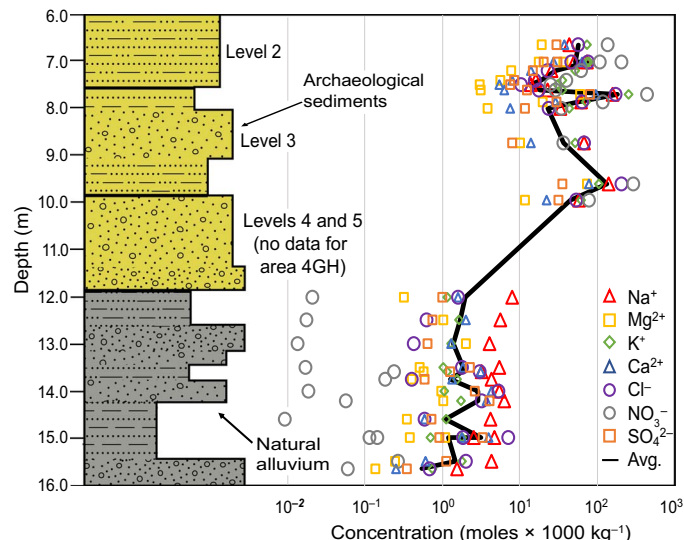 6.0
7.0
8.0
9.0
10.0
11.0
12.0
13.0
14.0
15.0
16.0
Depth (m)
Level 2
Archaeological
sediments
Level 3
Levels 4 and 5
(no data for
area 4GH)
Natural
alluvium
Na⁺
Mg²⁺
K⁺
Ca²⁺
Cl⁻
NO₃⁻
SO₄²⁻
Avg.
10⁻² 10⁻¹ 10⁰ 10¹ 10² 10³
Concentration (moles × 1000 kg⁻¹)